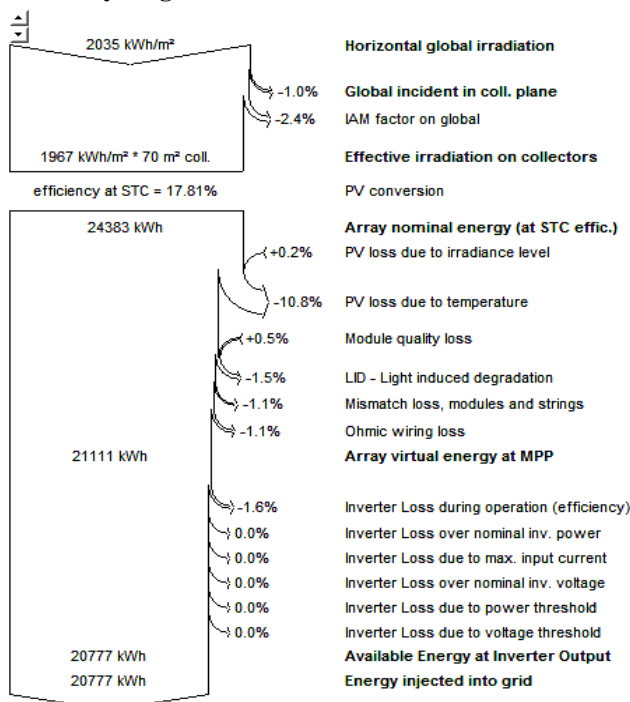 2035 kWh/m² Horizontal global irradiation
-1.0% Global incident in coll. plane
-2.4% IAM factor on global
1967 kWh/m² * 70 m² coll. Effective irradiation on collectors
efficiency at STC = 17.81% PV conversion
24383 kWh Array nominal energy (at STC effic.)
+0.2% PV loss due to irradiance level
-10.8% PV loss due to temperature
+0.5% Module quality loss
-1.5% LID - Light induced degradation
-1.1% Mismatch loss, modules and strings
-1.1% Ohmic wiring loss
21111 kWh Array virtual energy at MPP
-1.6% Inverter Loss during operation (efficiency)
0.0% Inverter Loss over nominal inv. power
0.0% Inverter Loss due to max. input current
0.0% Inverter Loss over nominal inv. voltage
0.0% Inverter Loss due to power threshold
0.0% Inverter Loss due to voltage threshold
20777 kWh Available Energy at Inverter Output
20777 kWh Energy injected into grid